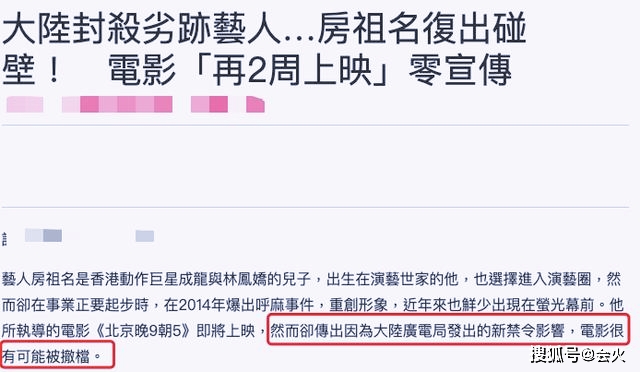 大陸封殺劣跡藝人…房祖名復出碰
壁！ 電影「再2周上映」零宣傳
藝人房祖名是香港動作巨星成龍與林鳳嬌的兒子，出生在演藝世家的他，也選擇進入演藝圈，然
而卻在事業正要起步時，在2014年爆出呼麻事件，重創形象，近年來也鮮少出現在螢光幕前。他
所執導的電影《北京晚9朝5》即將上映，然而卻傳出因為大陸廣電局發出的新禁令影響，電影很
有可能被撤檔。
搜狐号@会火